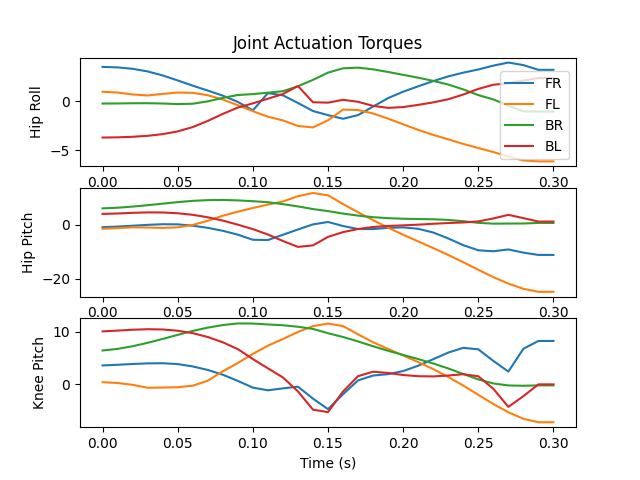 Joint Actuation Torques
Hip Roll
0
−5
FR
FL
BR
BL
0.00 0.05 0.10 0.15 0.20 0.25 0.30
Hip Pitch
0
−20
0.00 0.05 0.10 0.15 0.20 0.25 0.30
Knee Pitch
10
0
0.00 0.05 0.10 0.15 0.20 0.25 0.30
Time (s)